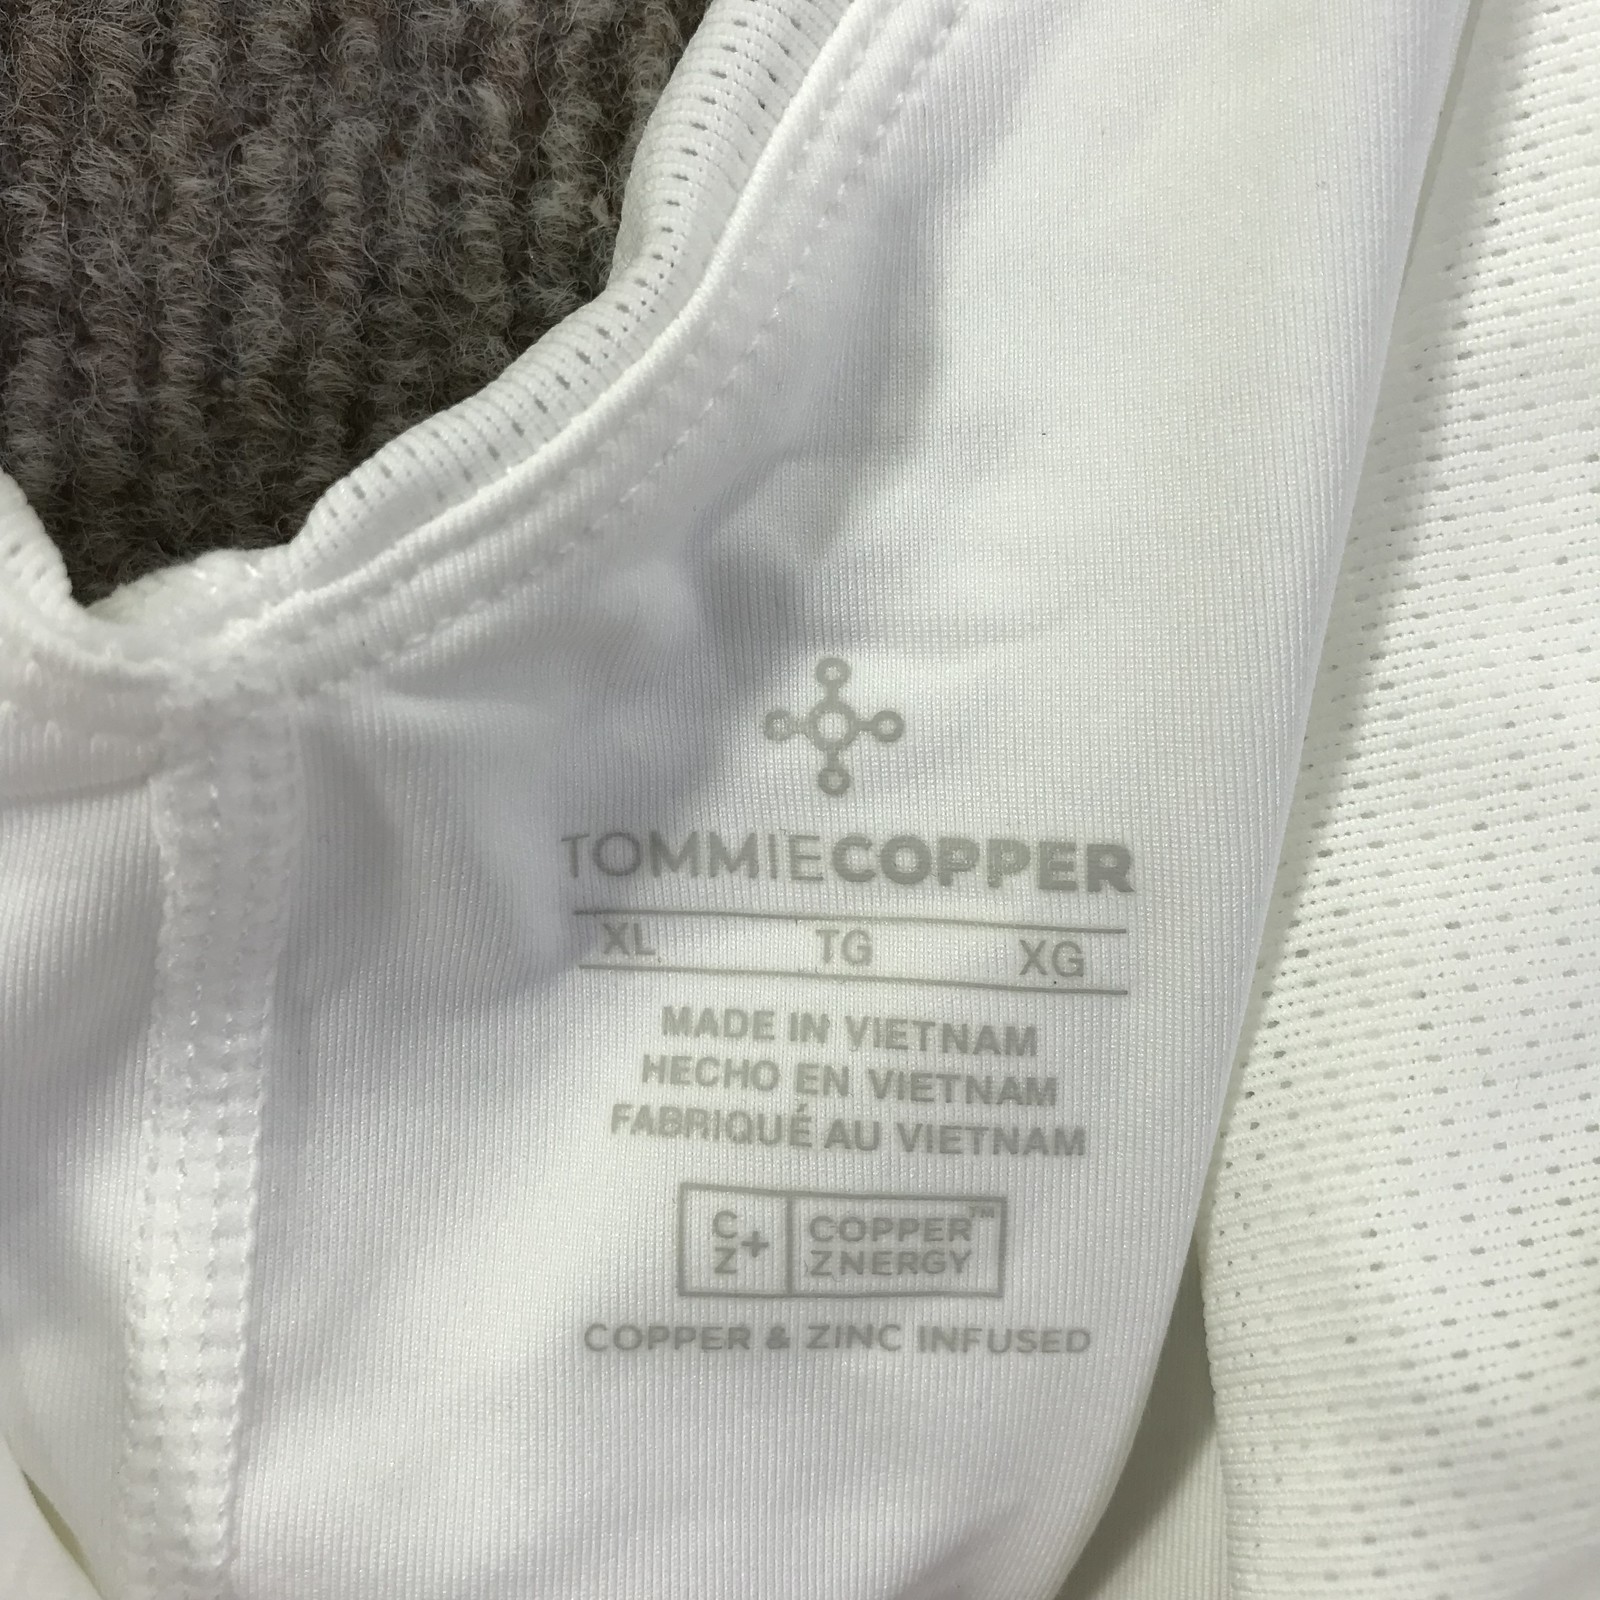 TOMMIECOPPER
XL TG XG
MADE IN VIETNAM
HECHO EN VIETNAM
FABRIQUÉ AU VIETNAM
C+
Z
COPPER™
ZNERGY
COPPER & ZINC INFUSED